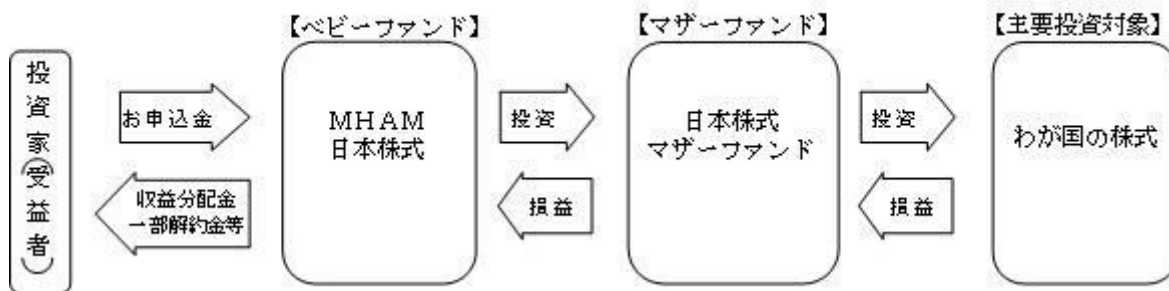 【ベビーファンド】
【マザーファンド】
【主要投資対象】
投資家(受益者)
お申込金
収益分配金
一部解約金等
MHAM
日本株式
投資
損益
日本株式
マザーファンド
投資
損益
わが国の株式